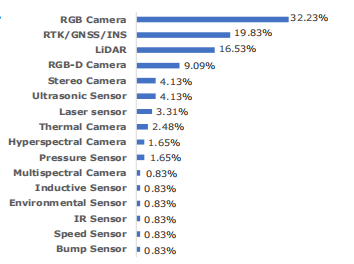 RGB Camera 32.23%
RTK/GNSS/INS 19.83%
LiDAR 16.53%
RGB-D Camera 9.09%
Stereo Camera 4.13%
Ultrasonic Sensor 4.13%
Laser sensor 3.31%
Thermal Camera 2.48%
Hyperspectral Camera 1.65%
Pressure Sensor 1.65%
Multispectral Camera 0.83%
Inductive Sensor 0.83%
Environmental Sensor 0.83%
IR Sensor 0.83%
Speed Sensor 0.83%
Bump Sensor 0.83%